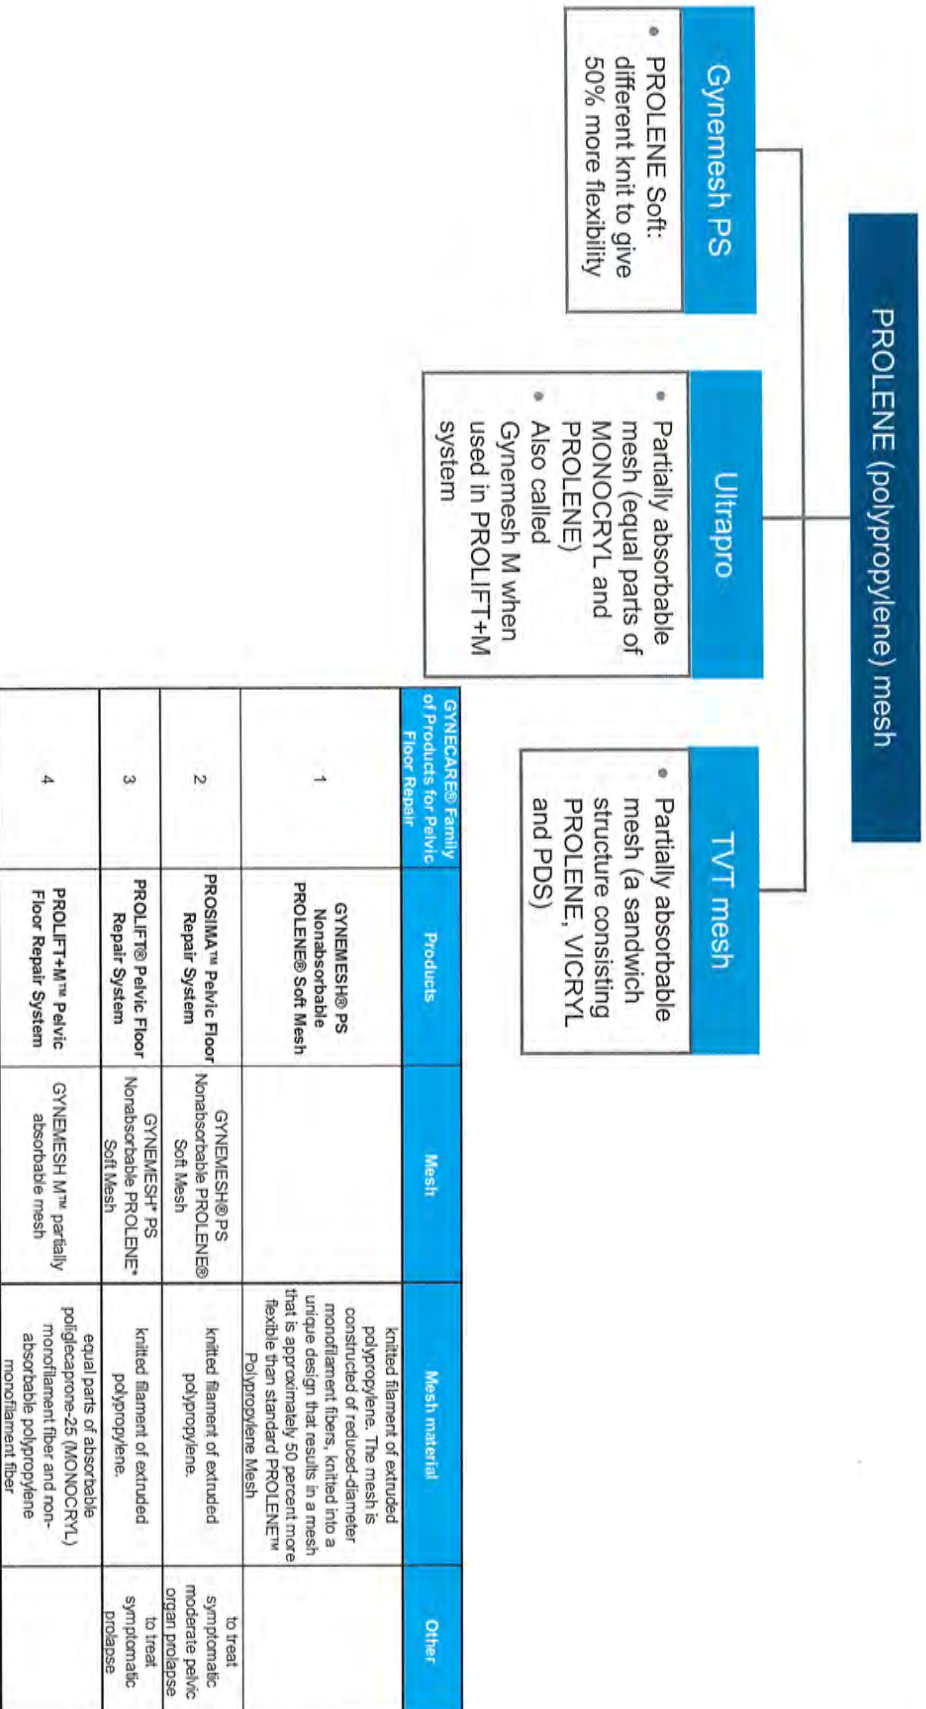 PROLENE (polypropylene) mesh
Gynemesh PS
• PROLENE Soft:
different knit to give
50% more flexibility
Ultrapro
• Partially absorbable
mesh (equal parts of
MONOCRYL and
PROLENE)
• Also called
Gynemesh M when
used in PROLIFT+M
system
TVT mesh
• Partially absorbable
mesh (a sandwich
structure consisting
PROLENE, VICRYL
and PDS)
GYNECARE® Family
of Products for Pelvic
Floor Repair
Products
Mesh
Mesh material
Other
1
GYNEMESH® PS
Nonabsorbable
PROLENE® Soft Mesh
knitted filament of extruded
polypropylene. The mesh is
constructed of reduced-diameter
monofilament fibers, knitted into a
unique design that results in a mesh
that is approximately 50 percent more
flexible than standard PROLENE™
Polypropylene Mesh
2
PROSIMA™ Pelvic Floor
Repair System
GYNEMESH® PS
Nonabsorbable PROLENE®
Soft Mesh
knitted filament of extruded
polypropylene.
to treat
symptomatic
moderate pelvic
organ prolapse
3
PROLIFT® Pelvic Floor
Repair System
GYNEMESH* PS
Nonabsorbable PROLENE*
Soft Mesh
knitted filament of extruded
polypropylene.
to treat
symptomatic
prolapse
4
PROLIFT+M™ Pelvic
Floor Repair System
GYNEMESH M™ partially
absorbable mesh
equal parts of absorbable
poliglecaprone-25 (MONOCRYL)
monofilament fiber and non-
absorbable polypropylene
monofilament fiber